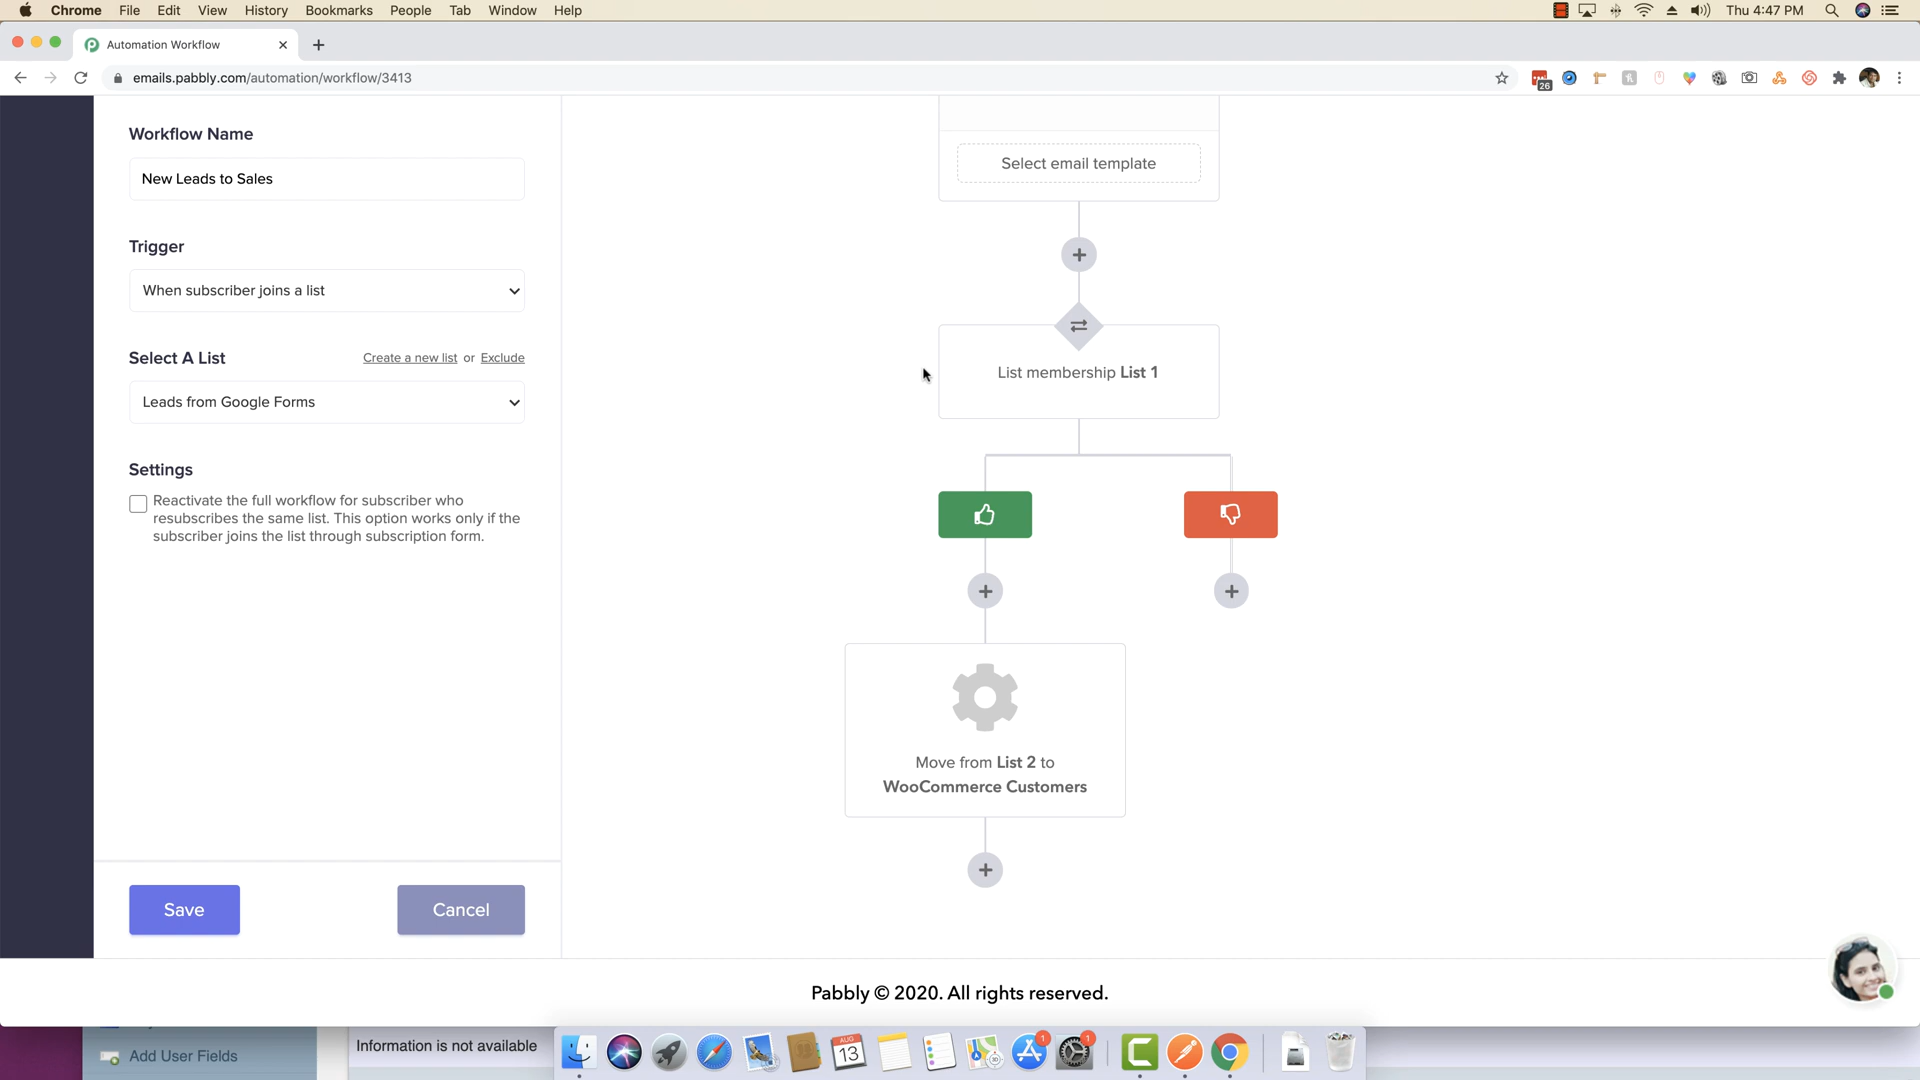 Chrome File Edit View History Bookmarks People Tab Window Help
Thu 4:47 PM
Automation Workflow
emails.pabbly.com/automation/workflow/3413
26
Workflow Name
New Leads to Sales
Trigger
When subscriber joins a list
Select A List
Create a new list or Exclude
Leads from Google Forms
Settings
Reactivate the full workflow for subscriber who
resubscribes the same list. This option works only if the
subscriber joins the list through subscription form.
Save
Cancel
Select email template
List membership List 1
Move from List 2 to
WooCommerce Customers
Pabbly © 2020. All rights reserved.
Add User Fields
Information is not available
AUG
13
1
1